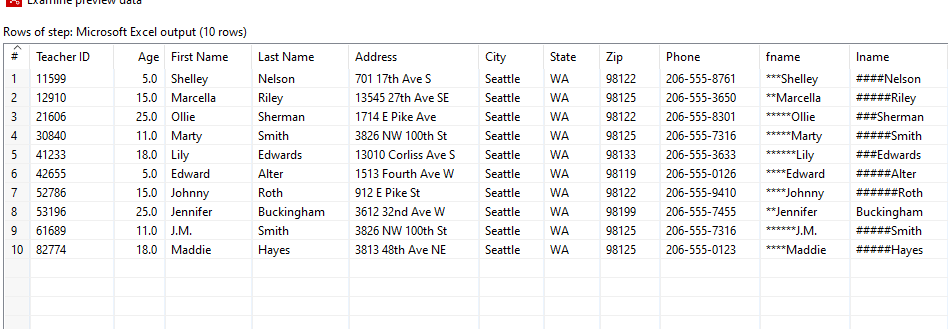 Examine preview data
Rows of step: Microsoft Excel output (10 rows)
# Teacher ID Age First Name Last Name Address City State Zip Phone fname lname
1 11599 5.0 Shelley Nelson 701 17th Ave S Seattle WA 98122 206-555-8761 ***Shelley ####Nelson
2 12910 15.0 Marcella Riley 13545 27th Ave SE Seattle WA 98125 206-555-3650 **Marcella #####Riley
3 21606 25.0 Ollie Sherman 1714 E Pike Ave Seattle WA 98122 206-555-8301 *****Ollie ###Sherman
4 30840 11.0 Marty Smith 3826 NW 100th St Seattle WA 98125 206-555-7316 *****Marty #####Smith
5 41233 18.0 Lily Edwards 13010 Corliss Ave S Seattle WA 98133 206-555-3633 ******Lily ###Edwards
6 42655 5.0 Edward Alter 1513 Fourth Ave W Seattle WA 98119 206-555-0126 ****Edward #####Alter
7 52786 15.0 Johnny Roth 912 E Pike St Seattle WA 98122 206-555-9410 ****Johnny ######Roth
8 53196 25.0 Jennifer Buckingham 3612 32nd Ave W Seattle WA 98199 206-555-7455 **Jennifer Buckingham
9 61689 11.0 J.M. Smith 3826 NW 100th St Seattle WA 98125 206-555-7316 ******J.M. #####Smith
10 82774 18.0 Maddie Hayes 3813 48th Ave NE Seattle WA 98125 206-555-0123 ****Maddie #####Hayes